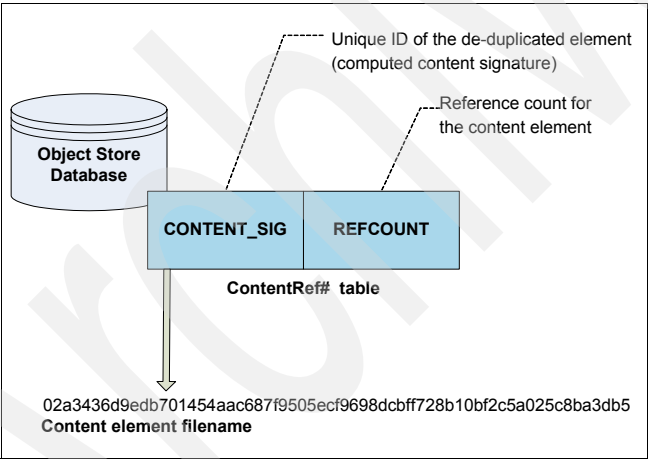 Unique ID of the de-duplicated element
(computed content signature)
Reference count for
the content element
Object Store
Database
CONTENT_SIG
REFCOUNT
ContentRef# table
02a3436d9edb701454aac687f9505ecf9698dcbff728b10bf2c5a025c8ba3db5
Content element filename